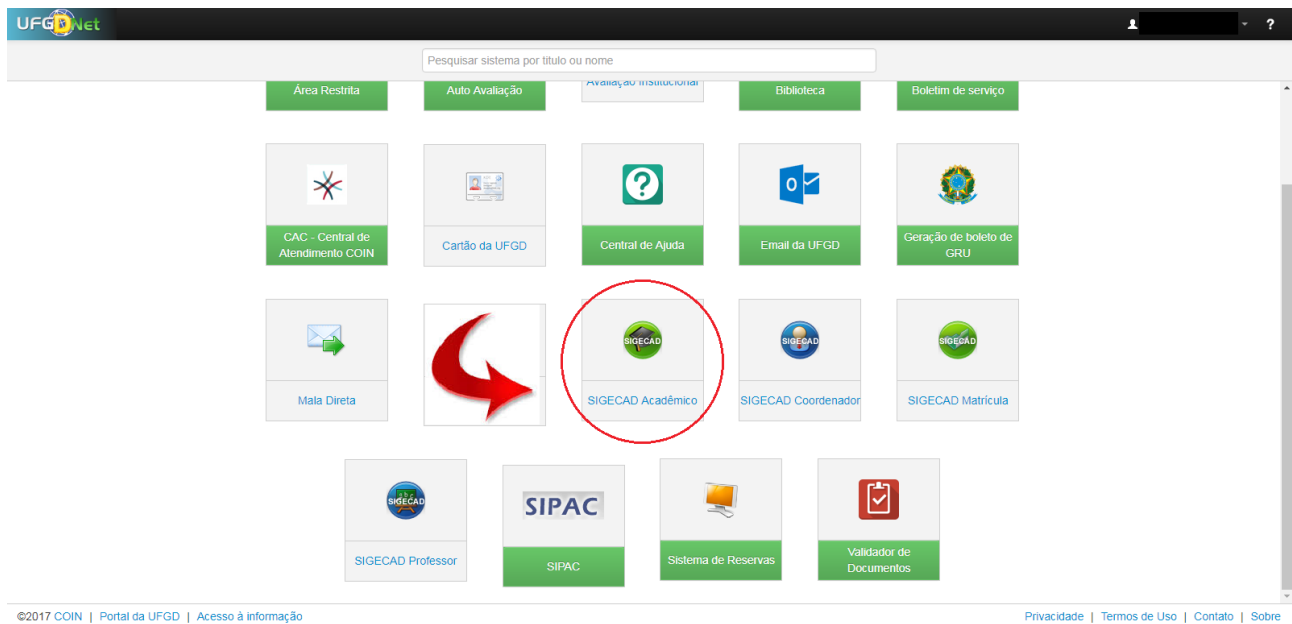 UFGDNet
?
Pesquisar sistema por título ou nome
Área Restrita
Auto Avaliação
Avaliação Institucional
Biblioteca
Boletim de serviço
CAC - Central de
Atendimento COIN
Cartão da UFGD
Central de Ajuda
Email da UFGD
Geração de boleto de
GRU
Mala Direta
SIGECAD
SIGECAD Acadêmico
SIGECAD
SIGECAD Coordenador
SIGECAD
SIGECAD Matrícula
SIGECAD
SIGECAD Professor
SIPAC
SIPAC
Sistema de Reservas
Validador de
Documentos
©2017 COIN | Portal da UFGD | Acesso à informação
Privacidade | Termos de Uso | Contato | Sobre